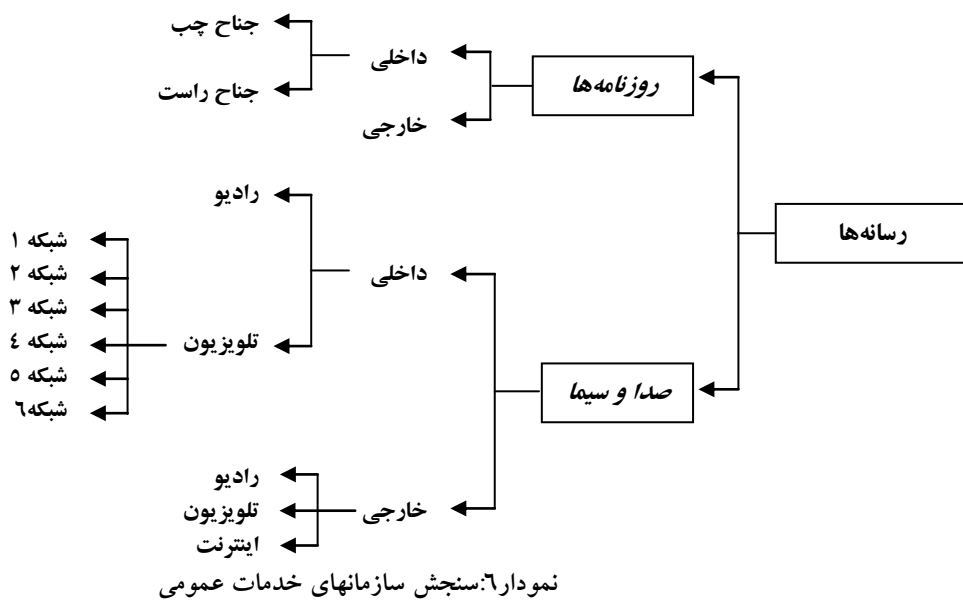 رسانه‌ها
روزنامه‌ها
داخلی
جناح چپ
جناح راست
خارجی
صدا و سیما
داخلی
رادیو
تلویزیون
شبکه ۱
شبکه ۲
شبکه ۳
شبکه ٤
شبکه ٥
شبکه٦
خارجی
رادیو
تلویزیون
اینترنت
نمودار٦:سنجش سازمانهای خدمات عمومی